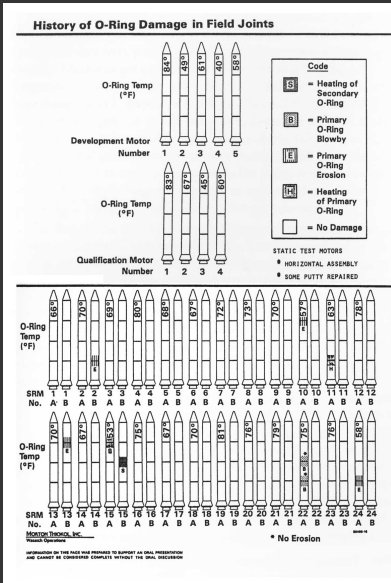 History of O-Ring Damage in Field Joints
84° 49° 61° 40° 58°
O-Ring Temp
(°F)
Development Motor
Number 1 2 3 4 5
83° 67° 45° 60°
O-Ring Temp
(°F)
Qualification Motor
Number 1 2 3 4
Code
S = Heating of
Secondary
O-Ring
B = Primary
O-Ring
Blowby
E = Primary
O-Ring
Erosion
H = Heating
of Primary
O-Ring
= No Damage
STATIC TEST MOTORS
• HORIZONTAL ASSEMBLY
• SOME PUTTY REPAIRED
66° 70° 69° 80° 68° 67° 72° 73° 70° 57° 63° 78°
O-Ring
Temp
(°F)
E E H
SRM 1 1 2 2 3 3 4 4 5 5 6 6 7 7 8 8 9 9 10 10 11 11 12 12
No. A B A B A B A B A B A B A B A B A B A B A B A B
70° 67° 53° 75° 67° 70° 81° 76° 79° 75° 76° 58°
O-Ring
Temp
(°F)
E E
SRM 13 13 14 14 15 15 16 16 17 17 18 18 19 19 20 20 21 21 22 22 23 23 24 24
No. A B A B A B A B A B A B A B A B A B A B A B A B
MORTON THIOKOL, INC.
Wasatch Operations
* No Erosion
INFORMATION ON THIS PAGE WAS PREPARED TO SUPPORT AN ORAL PRESENTATION
AND CANNOT BE CONSIDERED COMPLETE WITHOUT THE ORAL DISCUSSION